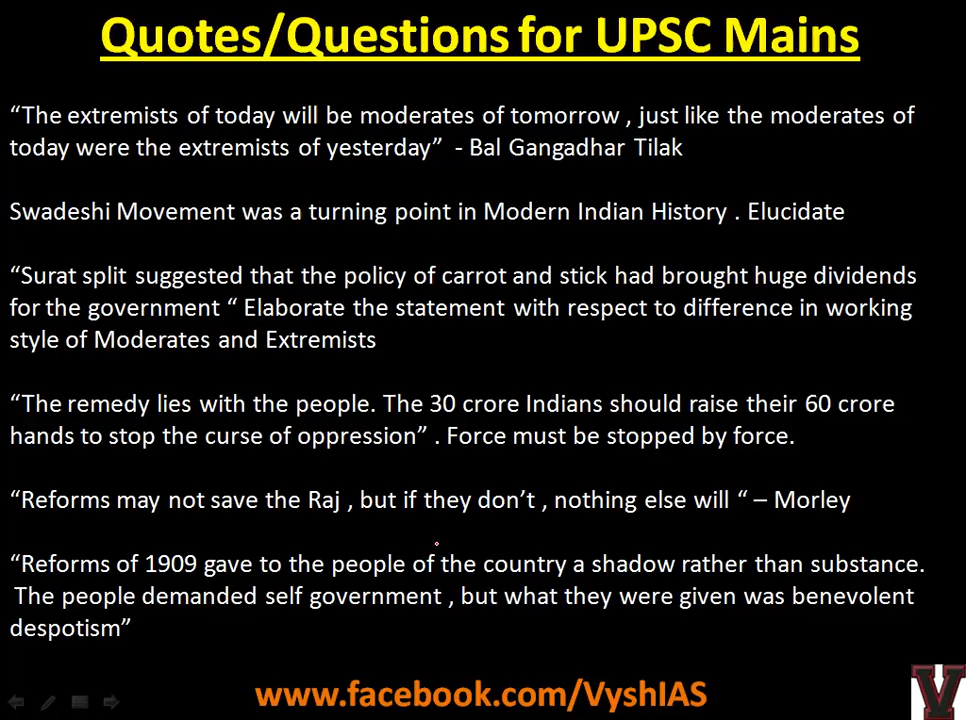 Quotes/Questions for UPSC Mains
“The extremists of today will be moderates of tomorrow , just like the moderates of
today were the extremists of yesterday”  - Bal Gangadhar Tilak
Swadeshi Movement was a turning point in Modern Indian History . Elucidate
“Surat split suggested that the policy of carrot and stick had brought huge dividends
for the government “ Elaborate the statement with respect to difference in working
style of Moderates and Extremists
“The remedy lies with the people. The 30 crore Indians should raise their 60 crore
hands to stop the curse of oppression” . Force must be stopped by force.
“Reforms may not save the Raj , but if they don’t , nothing else will “ – Morley
“Reforms of 1909 gave to the people of the country a shadow rather than substance.
The people demanded self government , but what they were given was benevolent
despotism”
www.facebook.com/VyshIAS
V